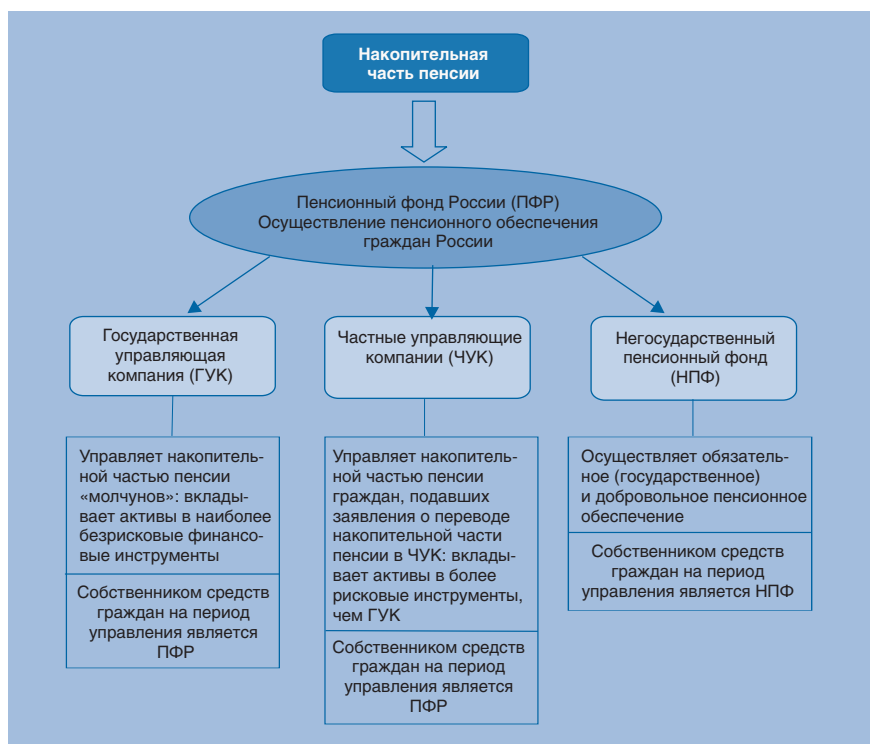 Накопительная
часть пенсии
Пенсионный фонд России (ПФР)
Осуществление пенсионного обеспечения
граждан России
Государственная
управляющая
компания (ГУК)
Частные управляющие
компании (ЧУК)
Негосударственный
пенсионный фонд
(НПФ)
Управляет накопитель-
ной частью пенсии
«молчунов»: вклады-
вает активы в наиболее
безрисковые финансо-
вые инструменты
Собственником средств
граждан на период
управления является
ПФР
Управляет накопитель-
ной частью пенсии
граждан, подавших
заявления о переводе
накопительной части
пенсии в ЧУК: вклады-
вает активы в более
рисковые инструменты,
чем ГУК
Собственником средств
граждан на период
управления является
ПФР
Осуществляет обязатель-
ное (государственное)
и добровольное пенсионное
обеспечение
Собственником средств
граждан на период
управления является НПФ